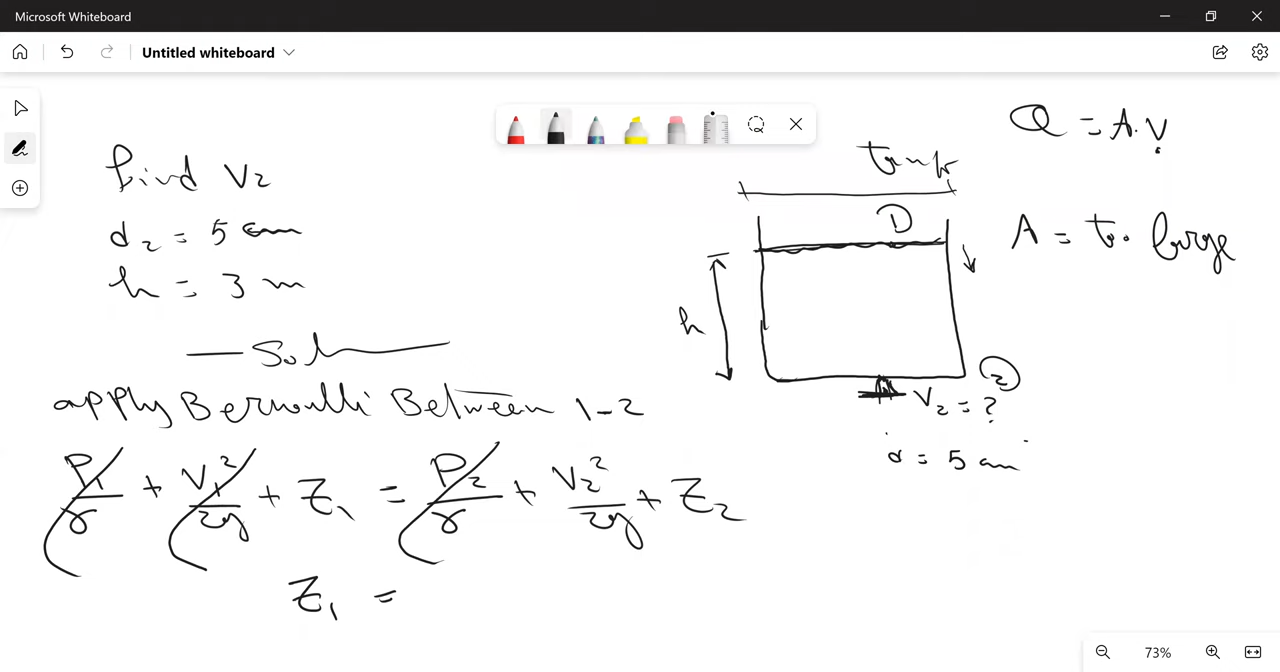 Microsoft Whiteboard
Untitled whiteboard
Find V2
d2 = 5 cm
h = 3 m
Sol
apply Bernoulli Between 1-2
P1/γ + V1²/2g + Z1 = P2/γ + V2²/2g + Z2
Z1 =
tank
D
h
2
V2 = ?
d = 5 cm
Q = A.V
A = to. large
73%